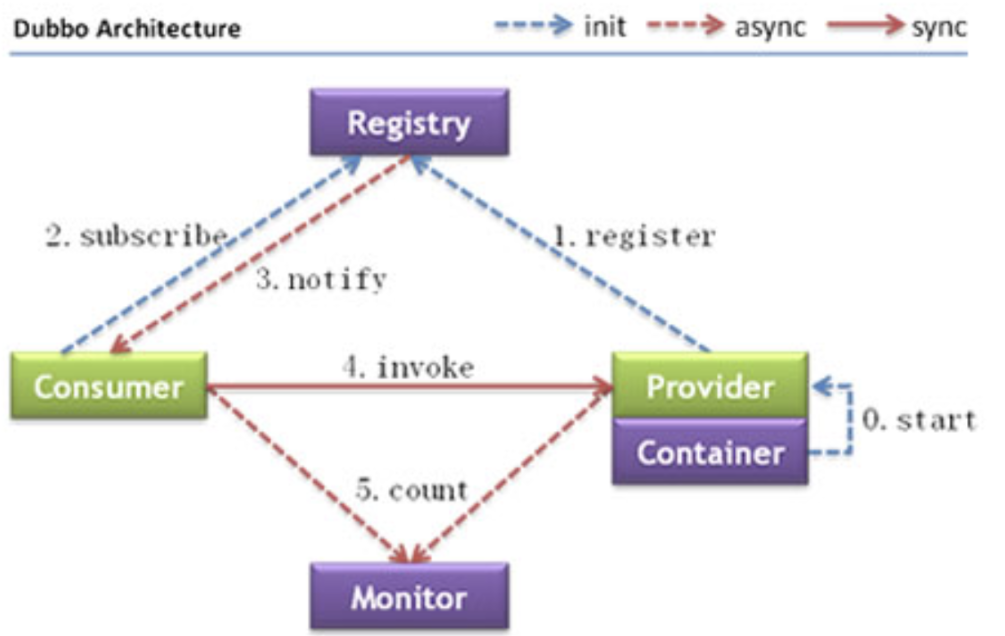 Dubbo Architecture
init
async
sync
Registry
2. subscribe
1. register
3. notify
Consumer
4. invoke
Provider
0. start
Container
5. count
Monitor